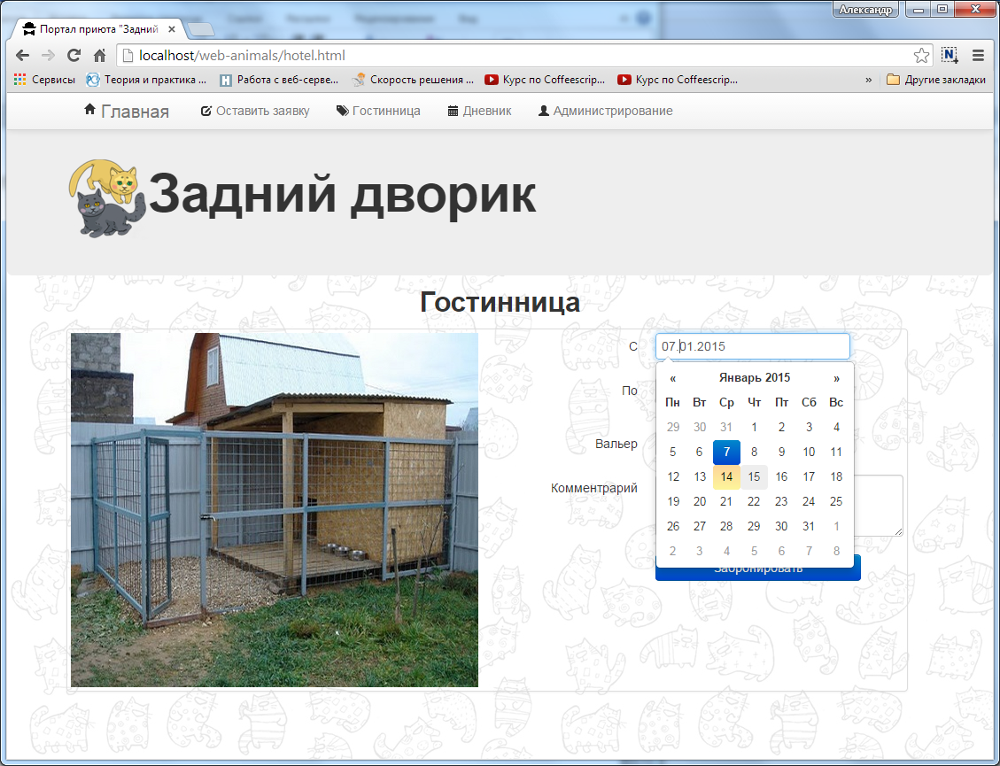 Александр
Портал приюта "Задний
localhost/web-animals/hotel.html
Сервисы Теория и практика ... Работа с веб-серве... Скорость решения ... Курс по Coffeescrip... Курс по Coffeescrip... » Другие закладки
Главная Оставить заявку Гостинница Дневник Администрирование
Задний дворик
Гостинница
С 07.01.2015
« Январь 2015 »
Пн Вт Ср Чт Пт Сб Вс
29 30 31 1 2 3 4
По
5 6 7 8 9 10 11
Вальер
12 13 14 15 16 17 18
Комментрарий
19 20 21 22 23 24 25
26 27 28 29 30 31 1
2 3 4 5 6 7 8
Забронировать